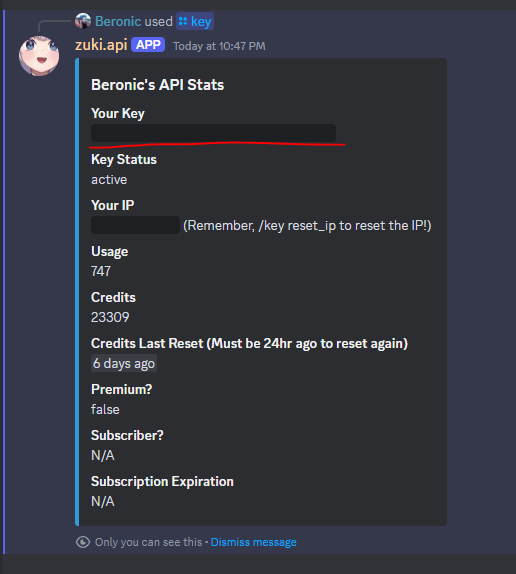 Beronic used key
zuki.api APP Today at 10:47 PM
Beronic's API Stats
Your Key
Key Status
active
Your IP
(Remember, /key reset_ip to reset the IP!)
Usage
747
Credits
23309
Credits Last Reset (Must be 24hr ago to reset again)
6 days ago
Premium?
false
Subscriber?
N/A
Subscription Expiration
N/A
Only you can see this • Dismiss message